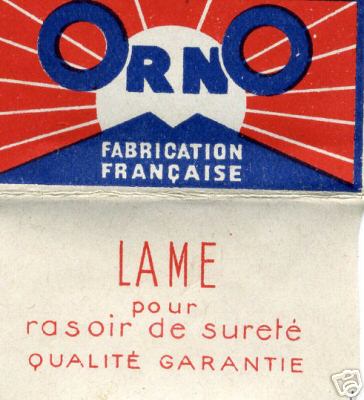 ORNO
FABRICATION
FRANÇAISE
LAME
pour
rasoir de sureté
QUALITÉ GARANTIE